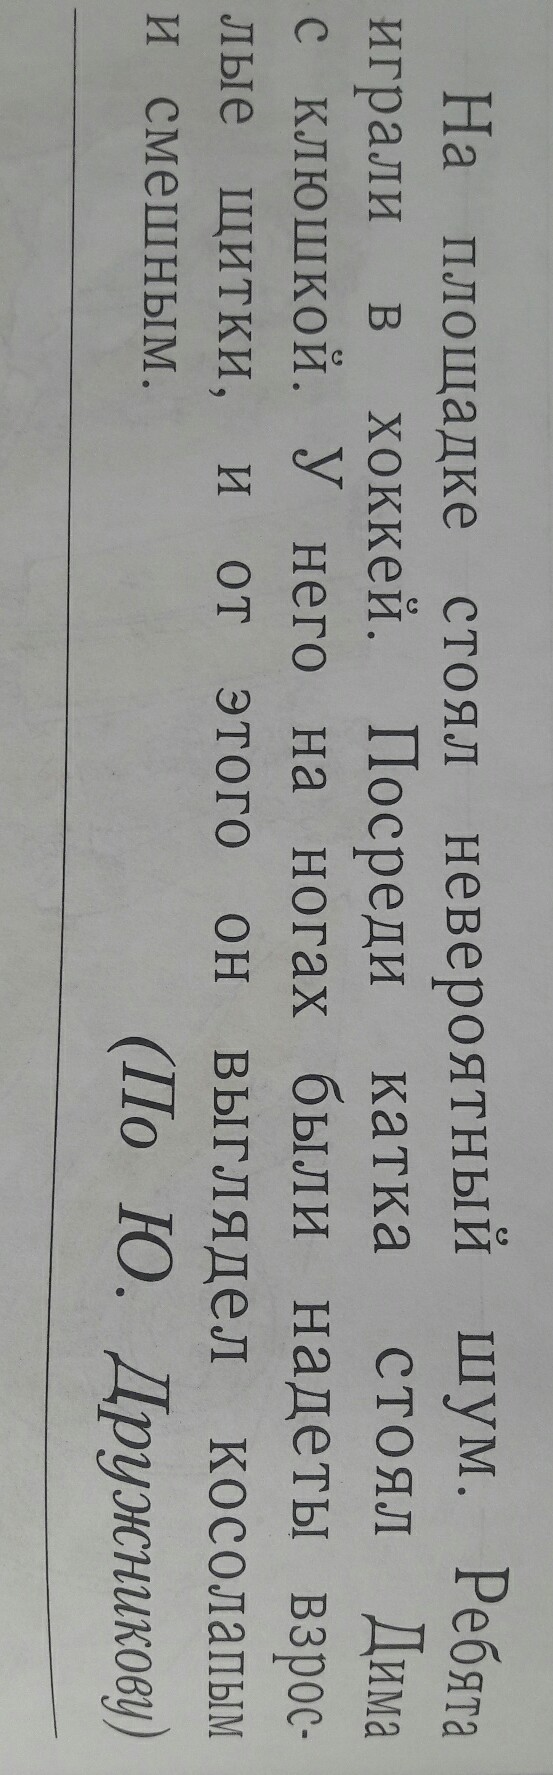 На площадке стоял невероятный шум. Ребята
играли в хоккей. Посреди катка стоял Дима
с клюшкой. У него на ногах были надеты взрос-
лые щитки, и от этого он выглядел косолапым
и смешным.
(По Ю. Дружникову)